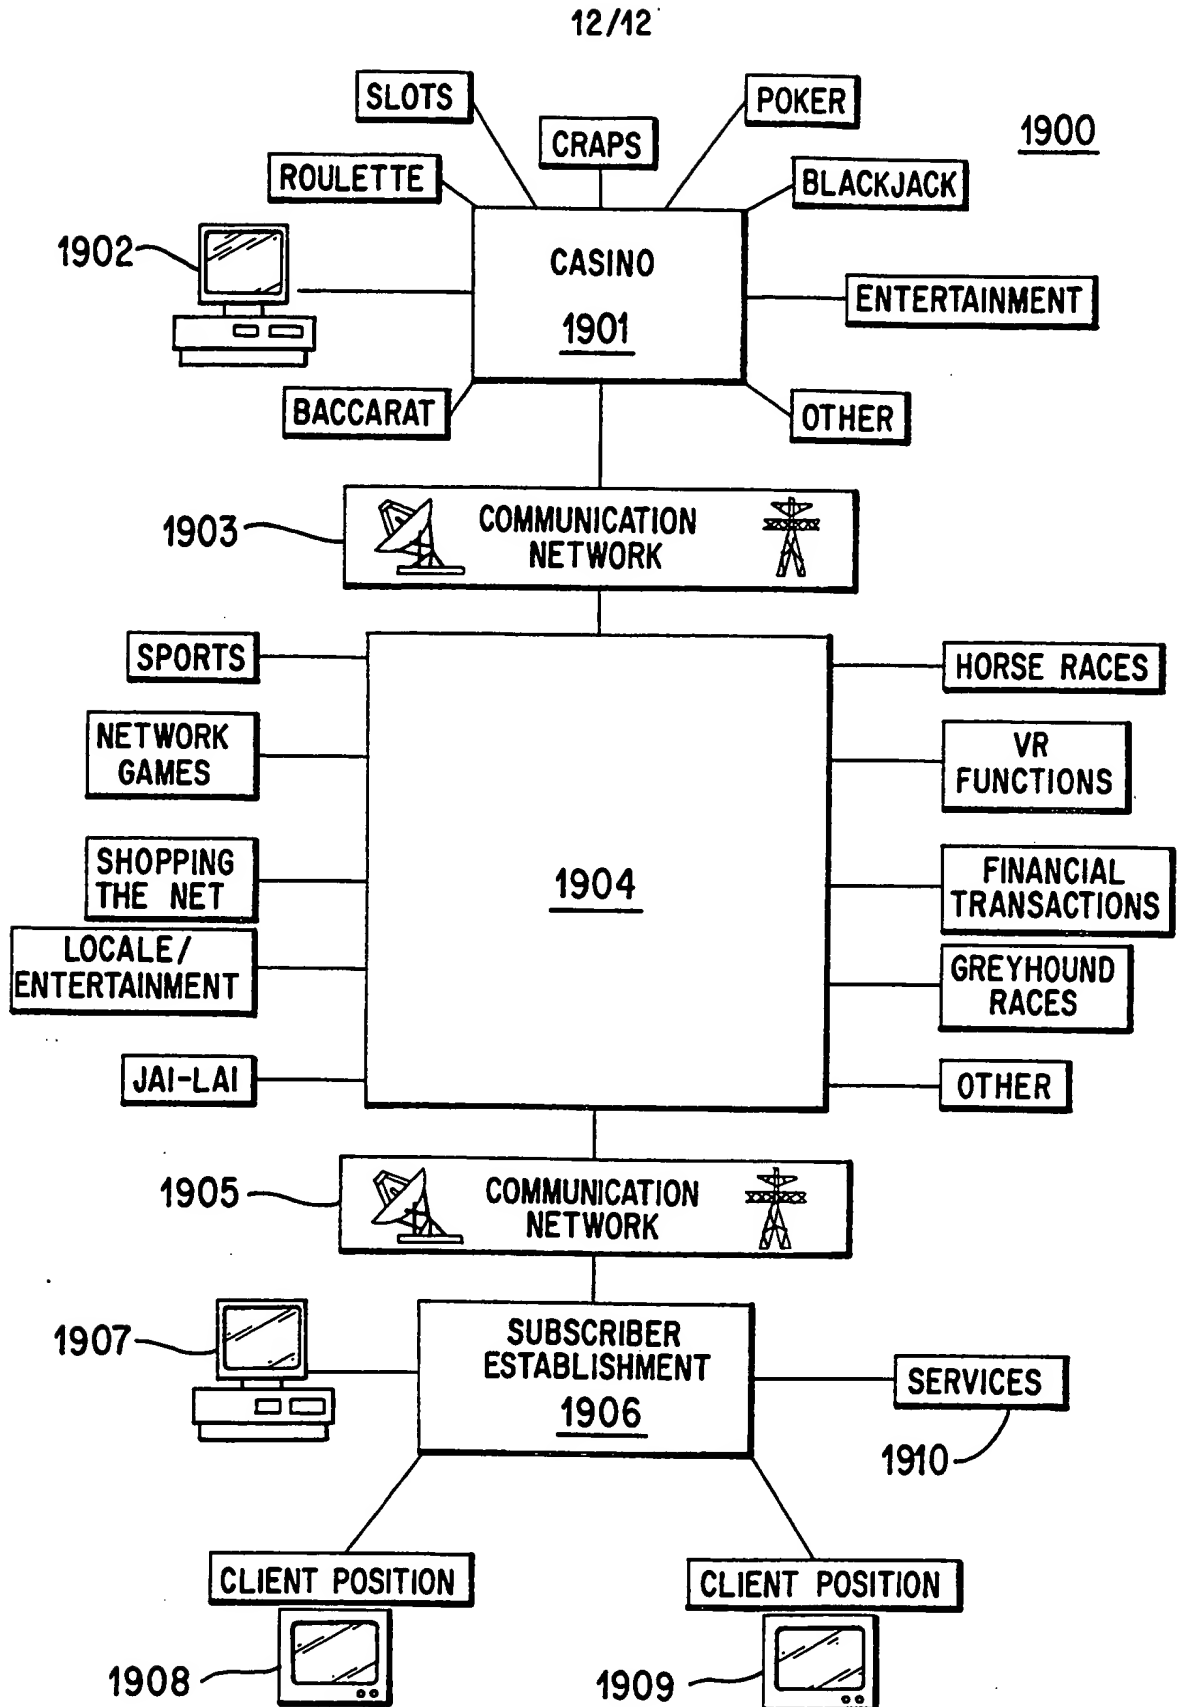 12/12
SLOTS
POKER
CRAPS
1900
ROULETTE
BLACKJACK
1902
CASINO
1901
ENTERTAINMENT
BACCARAT
OTHER
1903
COMMUNICATION
NETWORK
SPORTS
HORSE RACES
NETWORK
GAMES
VR
FUNCTIONS
SHOPPING
THE NET
1904
FINANCIAL
TRANSACTIONS
LOCALE/
ENTERTAINMENT
GREYHOUND
RACES
JAI-LAI
OTHER
1905
COMMUNICATION
NETWORK
1907
SUBSCRIBER
ESTABLISHMENT
1906
SERVICES
1910
CLIENT POSITION
CLIENT POSITION
1908
1909